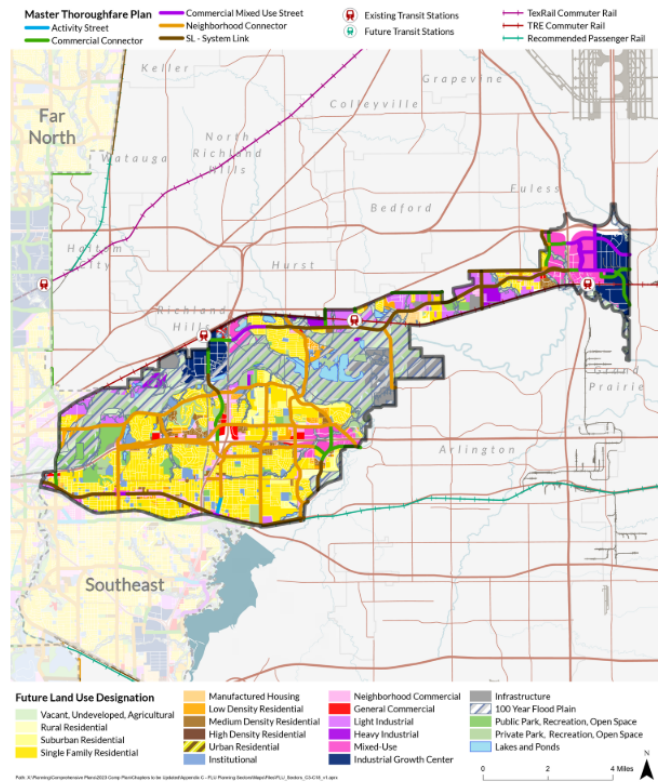 Master Thoroughfare Plan
Activity Street
Commercial Connector
Commercial Mixed Use Street
Neighborhood Connector
SL - System Link
Existing Transit Stations
Future Transit Stations
TexRail Commuter Rail
TRE Commuter Rail
Recommended Passenger Rail
Keller
Grapevine
Far
North
Colleyville
North
Richland
Hills
Watauga
Euless
Bedford
Haltom
City
Hurst
Richland
Hills
Grand
Prairie
Arlington
Southeast
Future Land Use Designation
Vacant, Undeveloped, Agricultural
Rural Residential
Suburban Residential
Single Family Residential
Manufactured Housing
Low Density Residential
Medium Density Residential
High Density Residential
Urban Residential
Institutional
Neighborhood Commercial
General Commercial
Light Industrial
Heavy Industrial
Mixed-Use
Industrial Growth Center
Infrastructure
100 Year Flood Plain
Public Park, Recreation, Open Space
Private Park, Recreation, Open Space
Lakes and Ponds
0 2 4 Miles
N